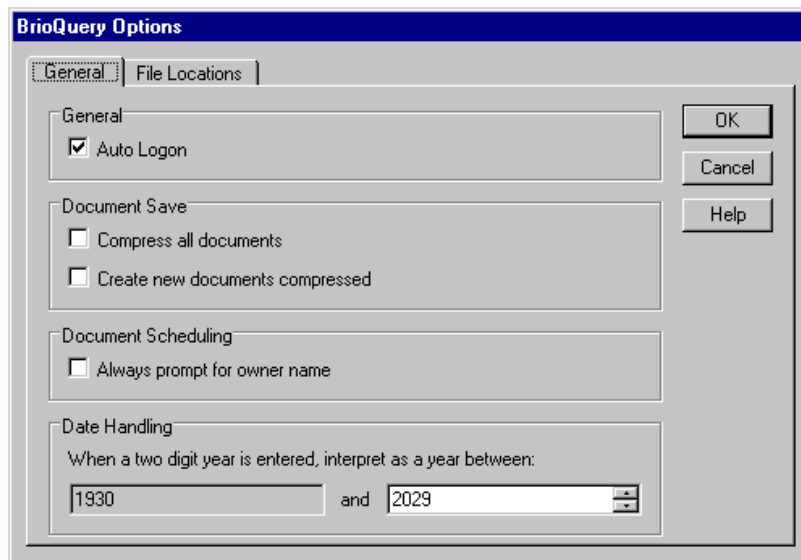 BrioQuery Options
General File Locations
General
Auto Logon
OK
Cancel
Help
Document Save
Compress all documents
Create new documents compressed
Document Scheduling
Always prompt for owner name
Date Handling
When a two digit year is entered, interpret as a year between:
1930 and 2029